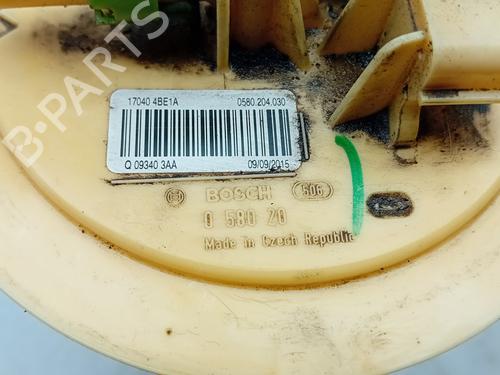 B-PARTS
17040 4BE1A 0580.204.030
Q 09340 3AA 09/09/2015
BOSCH 606
0 580 20
Made in Czech Republic